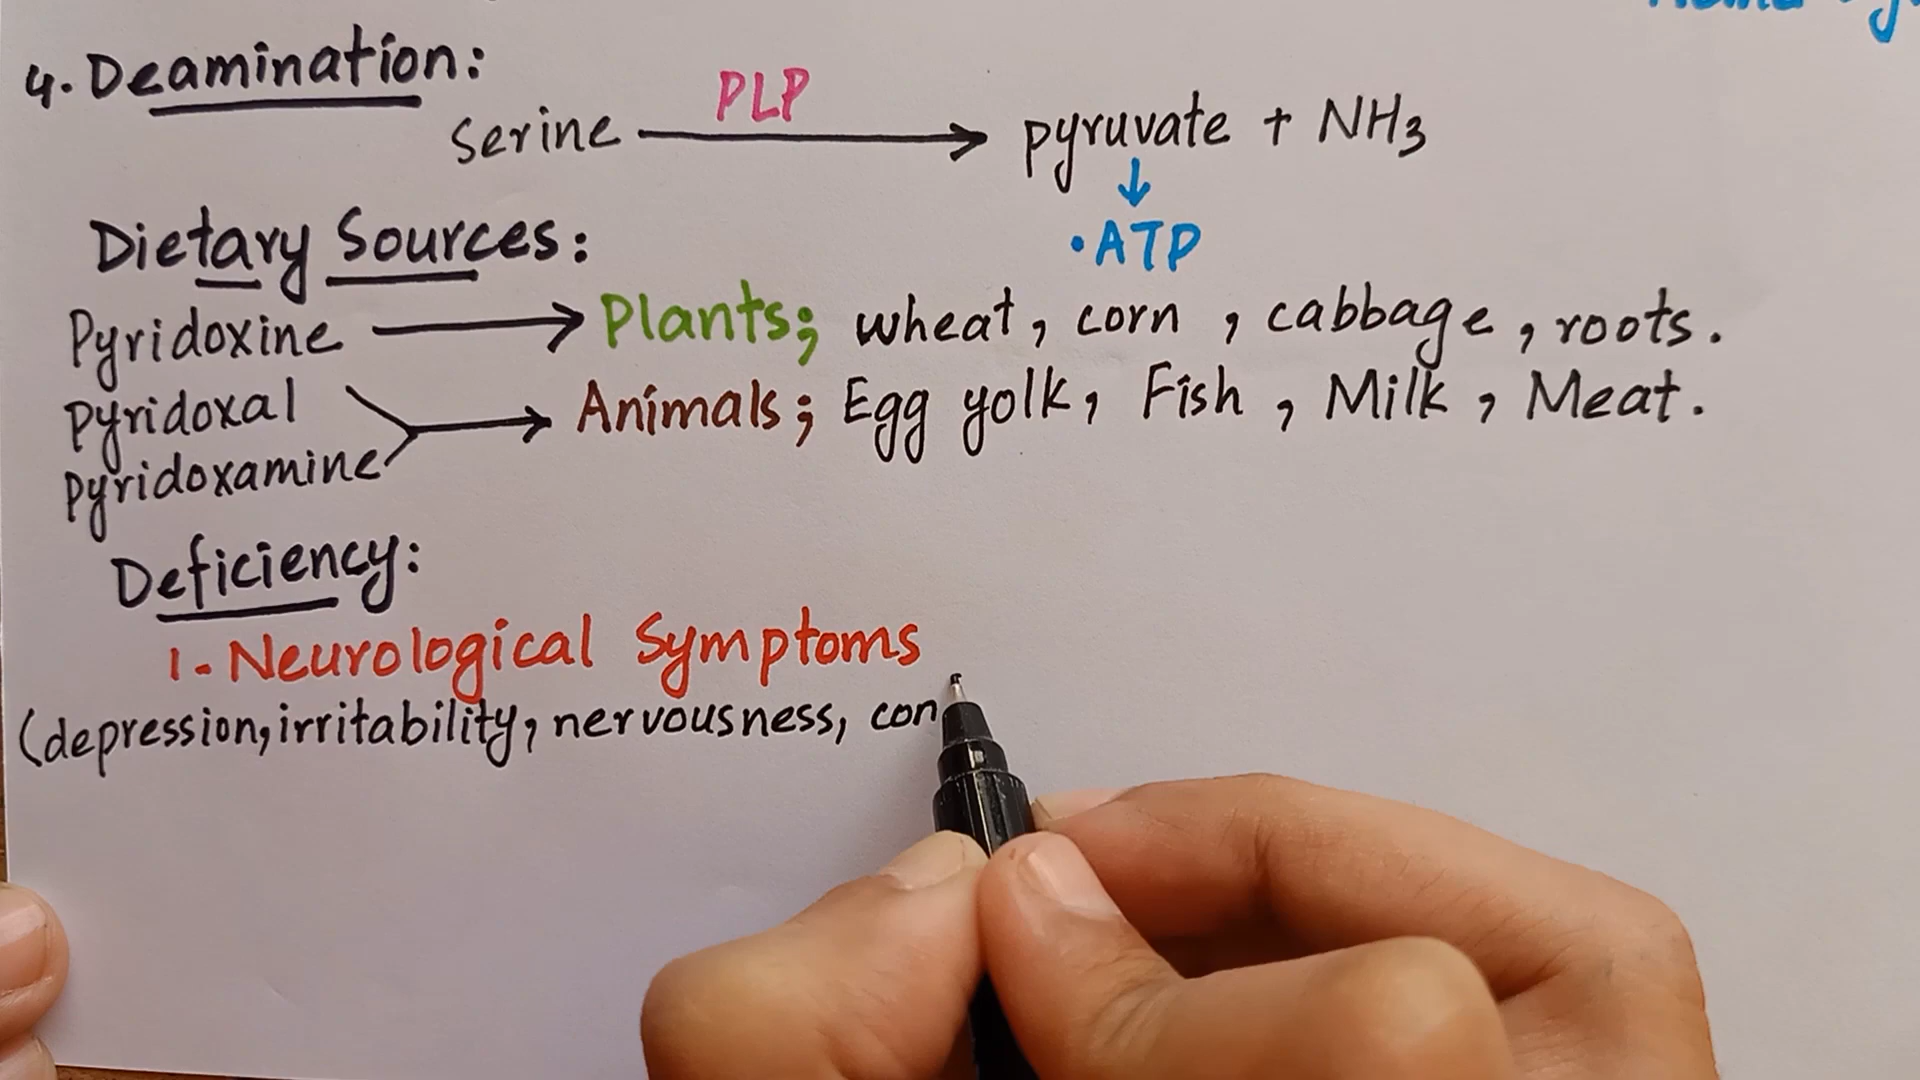 4. Deamination:
PLP
Serine → pyruvate + NH3
↓
• ATP
Dietary Sources:
Pyridoxine → Plants; wheat, corn, cabbage, roots.
Pyridoxal
Pyridoxamine → Animals; Egg yolk, Fish, Milk, Meat.
Deficiency:
1- Neurological Symptoms
(depression, irritability, nervousness, con